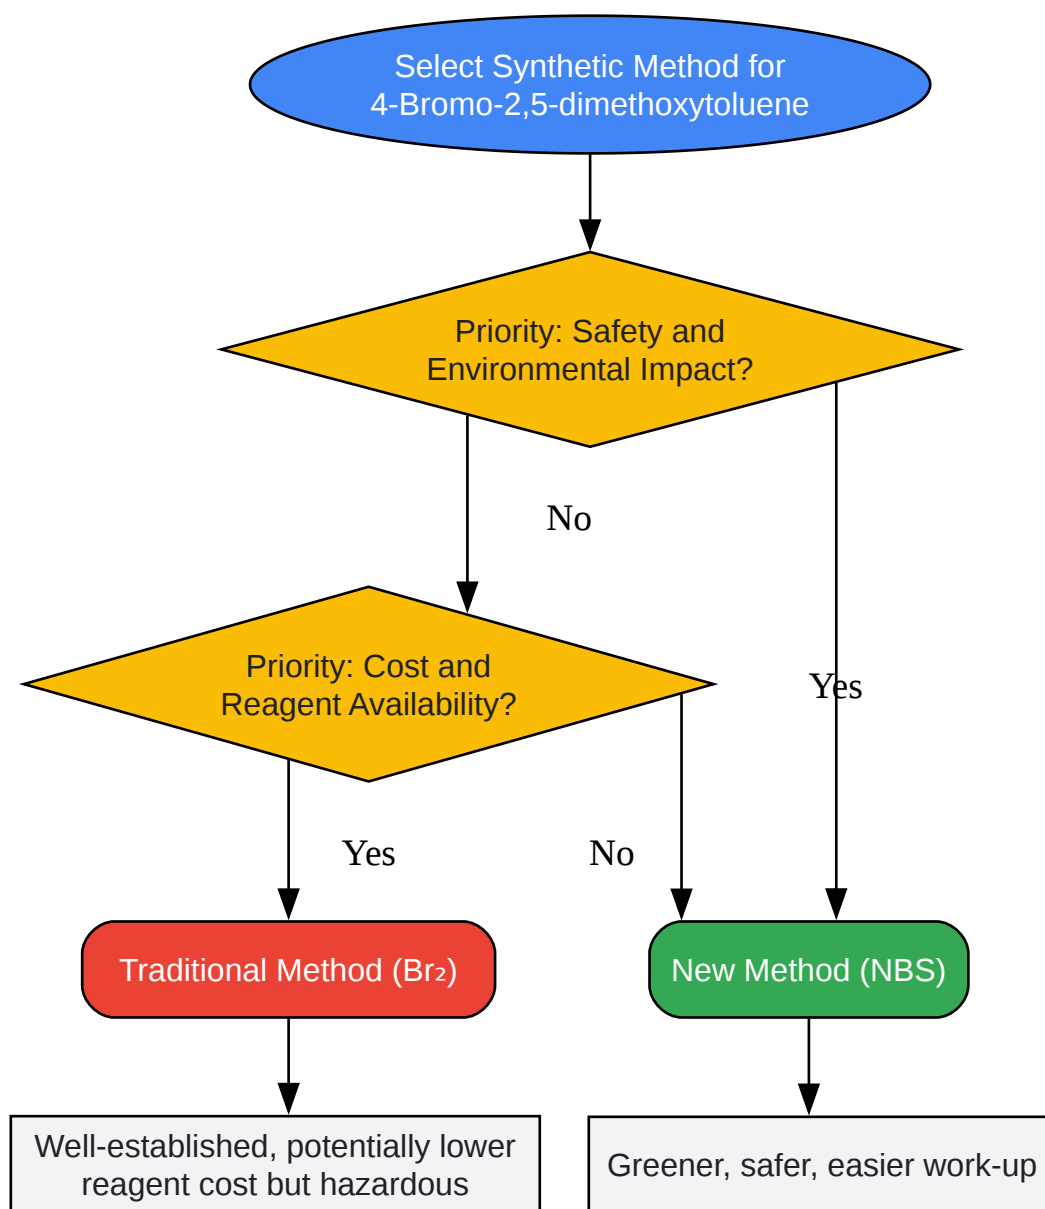 Select Synthetic Method for
4-Bromo-2,5-dimethoxytoluene
Priority: Safety and
Environmental Impact?
No
Priority: Cost and
Reagent Availability?
Yes
Yes
No
Traditional Method (Br₂)
New Method (NBS)
Well-established, potentially lower
reagent cost but hazardous
Greener, safer, easier work-up